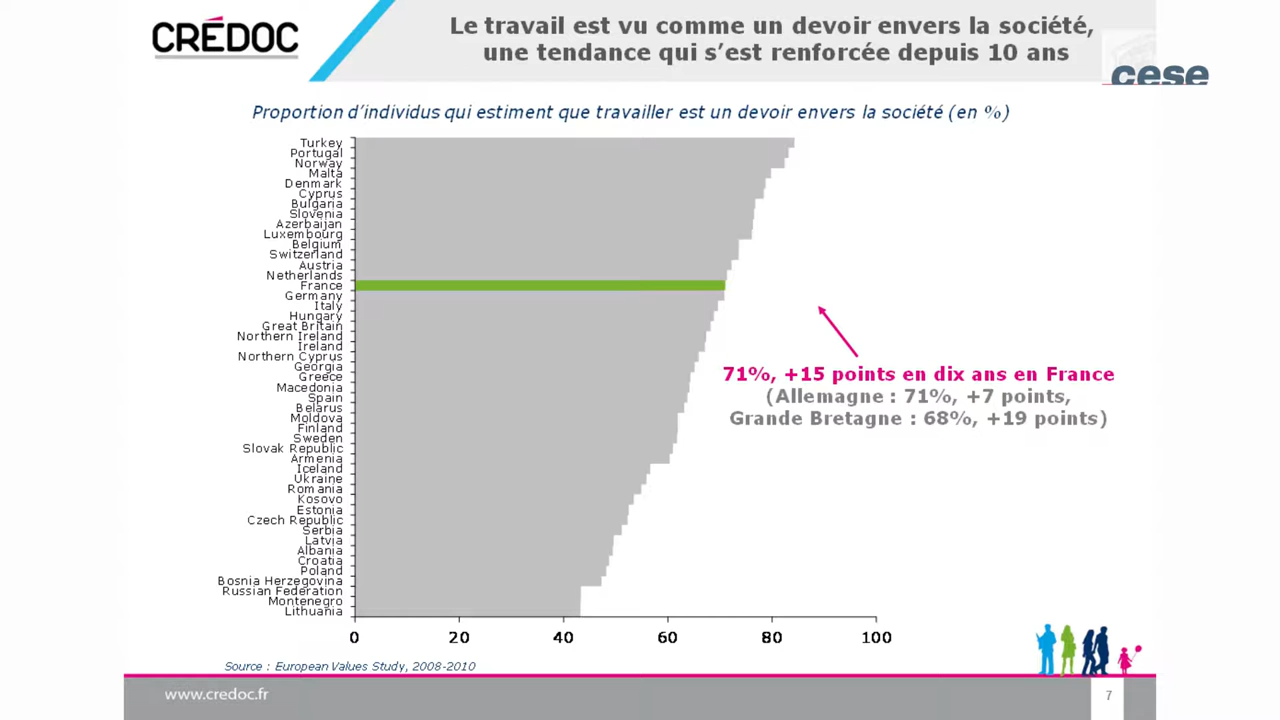 CRÉDOC
Le travail est vu comme un devoir envers la société,
une tendance qui s'est renforcée depuis 10 ans
cese
Proportion d'individus qui estiment que travailler est un devoir envers la société (en %)
Turkey
Portugal
Norway
Malta
Denmark
Cyprus
Bulgaria
Slovenia
Azerbaijan
Luxembourg
Belgium
Switzerland
Austria
Netherlands
France
Germany
Italy
Hungary
Great Britain
Northern Ireland
Ireland
Northern Cyprus
Georgia
Greece
Macedonia
Spain
Belarus
Moldova
Finland
Sweden
Slovak Republic
Armenia
Iceland
Ukraine
Romania
Kosovo
Estonia
Czech Republic
Serbia
Latvia
Albania
Croatia
Poland
Bosnia Herzegovina
Russian Federation
Montenegro
Lithuania
0 20 40 60 80 100
71%, +15 points en dix ans en France
(Allemagne : 71%, +7 points,
Grande Bretagne : 68%, +19 points)
Source : European Values Study, 2008-2010
www.credoc.fr
7